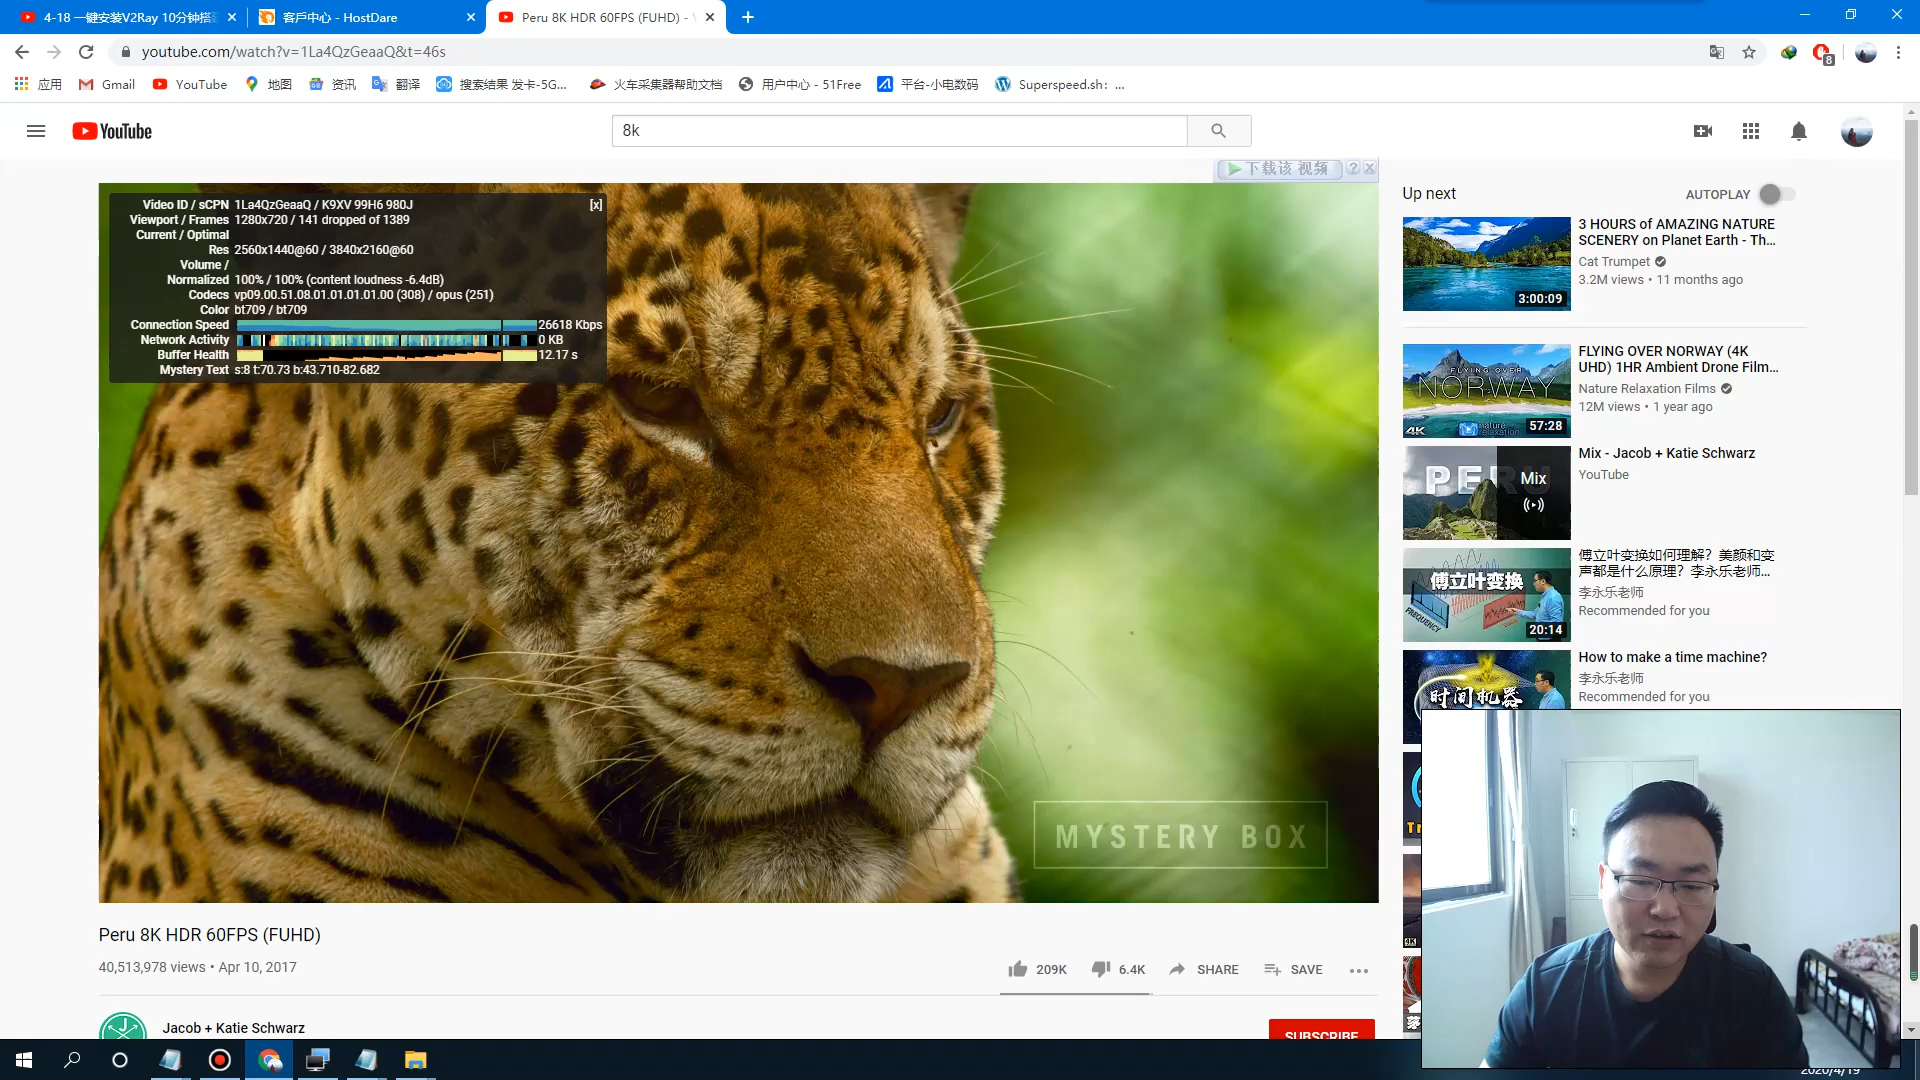 4-18 一键安装V2Ray 10分钟搭
客戶中心 - HostDare
Peru 8K HDR 60FPS (FUHD) -
youtube.com/watch?v=1La4QzGeaaQ&t=46s
8
应用
Gmail
YouTube
地图
资讯
翻译
搜索结果 发卡-5G...
火车采集器帮助文档
用户中心 - 51Free
平台-小电数码
Superspeed.sh: ...
YouTube
8k
下载该 视频
Video ID / sCPN 1La4QzGeaaQ / K9XV 99H6 980J
[x]
Viewport / Frames 1280x720 / 141 dropped of 1389
Current / Optimal
Res 2560x1440@60 / 3840x2160@60
Volume /
Normalized 100% / 100% (content loudness -6.4dB)
Codecs vp09.00.51.08.01.01.01.01.00 (308) / opus (251)
Color bt709 / bt709
Connection Speed 26618 Kbps
Network Activity 0 KB
Buffer Health 12.17 s
Mystery Text s:8 t:70.73 b:43.710-82.682
MYSTERY BOX
Peru 8K HDR 60FPS (FUHD)
40,513,978 views • Apr 10, 2017
209K
6.4K
SHARE
SAVE
Jacob + Katie Schwarz
SUBSCRIBE
Up next
AUTOPLAY
3:00:09
3 HOURS of AMAZING NATURE
SCENERY on Planet Earth - Th...
Cat Trumpet
3.2M views • 11 months ago
FLYING OVER
NORWAY
4K
nature relaxation
57:28
FLYING OVER NORWAY (4K
UHD) 1HR Ambient Drone Film...
Nature Relaxation Films
12M views • 1 year ago
PERU
Mix
Mix - Jacob + Katie Schwarz
YouTube
傅立叶变换
FREQUENCY
20:14
傅立叶变换如何理解？美颜和变
声都是什么原理？李永乐老师...
李永乐老师
Recommended for you
时间机器
How to make a time machine?
李永乐老师
Recommended for you
4K
2020/4/19